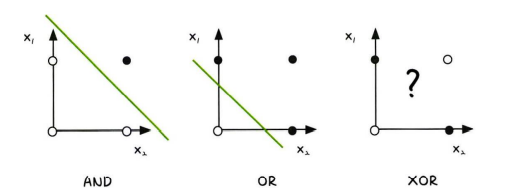 x₁ x₁ x₁
?
x₂ x₂ x₂
AND OR XOR